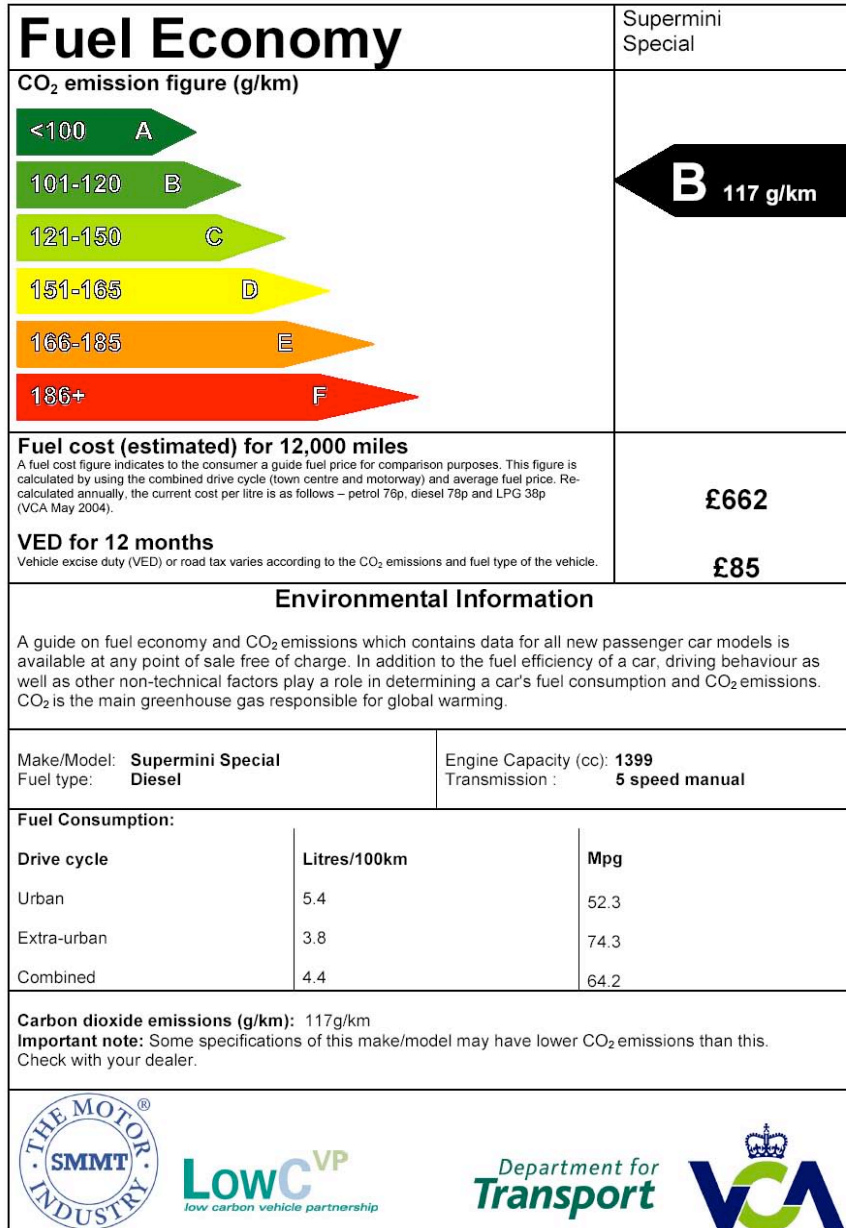 Fuel Economy
Supermini
Special
CO₂ emission figure (g/km)
<100 A
101-120 B
B 117 g/km
121-150 C
151-165 D
166-185 E
186+ F
Fuel cost (estimated) for 12,000 miles
A fuel cost figure indicates to the consumer a guide fuel price for comparison purposes. This figure is
calculated by using the combined drive cycle (town centre and motorway) and average fuel price. Re-
calculated annually, the current cost per litre is as follows – petrol 76p, diesel 78p and LPG 38p
(VCA May 2004).
£662
VED for 12 months
Vehicle excise duty (VED) or road tax varies according to the CO₂ emissions and fuel type of the vehicle.
£85
Environmental Information
A guide on fuel economy and CO₂ emissions which contains data for all new passenger car models is
available at any point of sale free of charge. In addition to the fuel efficiency of a car, driving behaviour as
well as other non-technical factors play a role in determining a car's fuel consumption and CO₂ emissions.
CO₂ is the main greenhouse gas responsible for global warming.
Make/Model: Supermini Special
Fuel type: Diesel
Engine Capacity (cc): 1399
Transmission : 5 speed manual
Fuel Consumption:
Drive cycle Litres/100km Mpg
Urban 5.4 52.3
Extra-urban 3.8 74.3
Combined 4.4 64.2
Carbon dioxide emissions (g/km): 117g/km
Important note: Some specifications of this make/model may have lower CO₂ emissions than this.
Check with your dealer.
THE MOTOR ®
SMMT
INDUSTRY
LowC VP
low carbon vehicle partnership
Department for
Transport
VCA